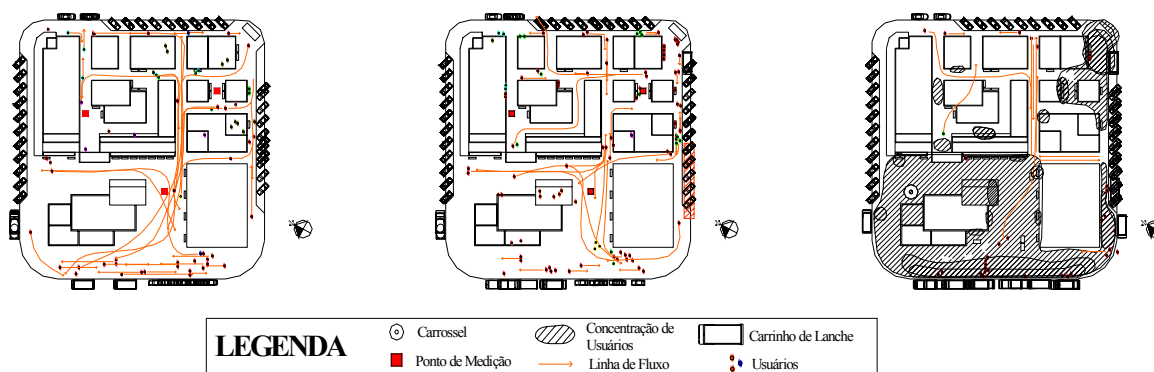 LEGENDA
Carrossel
Concentração de
Usuários
Carrinho de Lanche
Ponto de Medição
Linha de Fluxo
Usuários